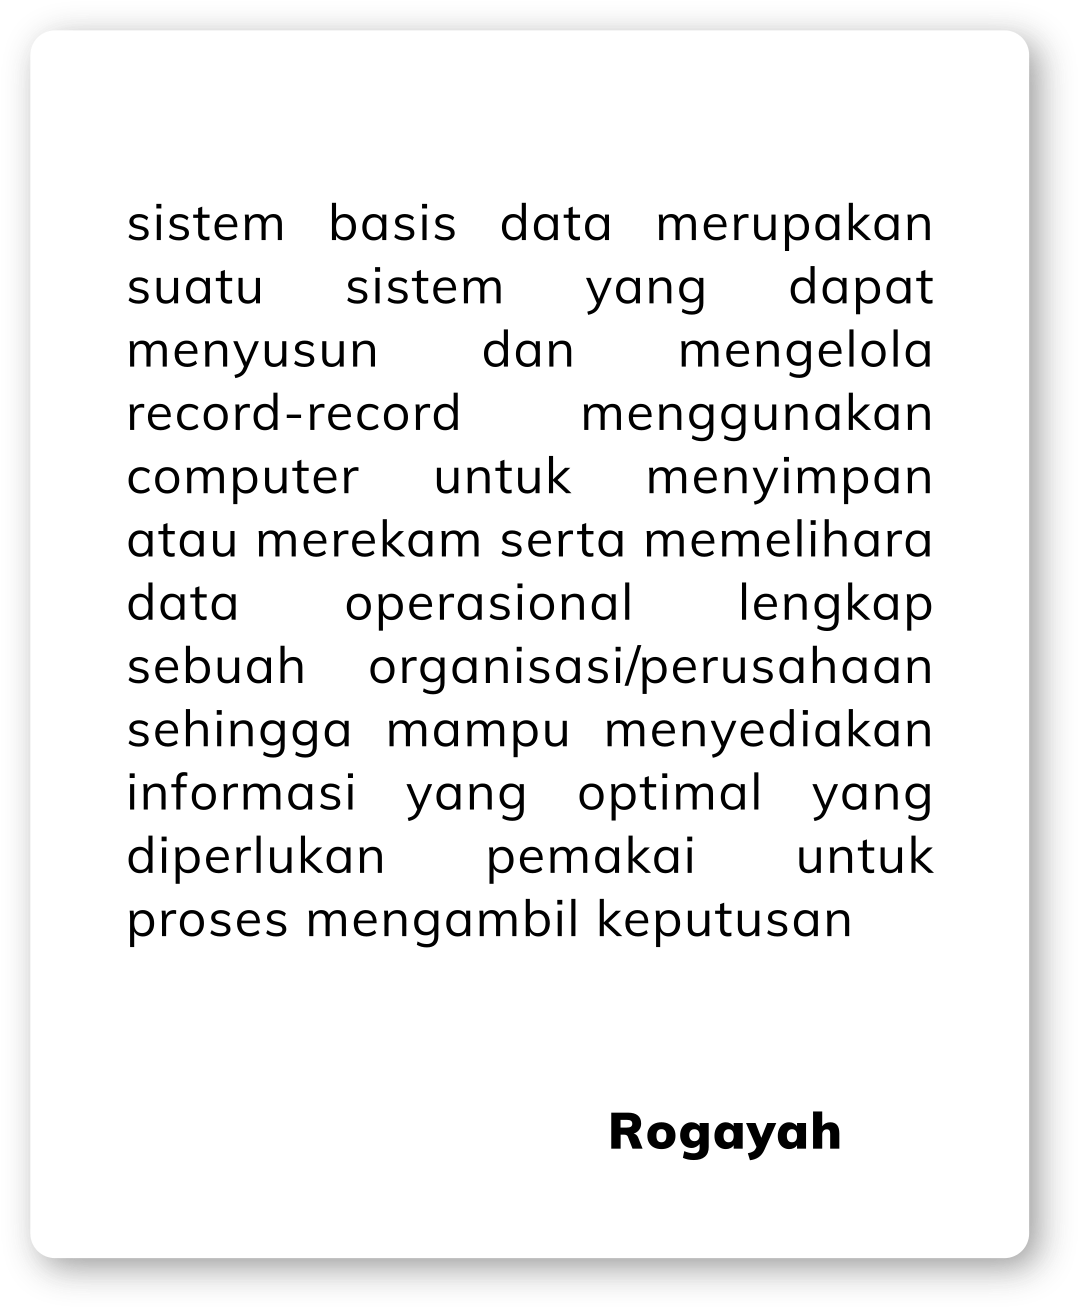 sistem basis data merupakan
suatu sistem yang dapat
menyusun dan mengelola
record-record menggunakan
computer untuk menyimpan
atau merekam serta memelihara
data operasional lengkap
sebuah organisasi/perusahaan
sehingga mampu menyediakan
informasi yang optimal yang
diperlukan pemakai untuk
proses mengambil keputusan
Rogayah